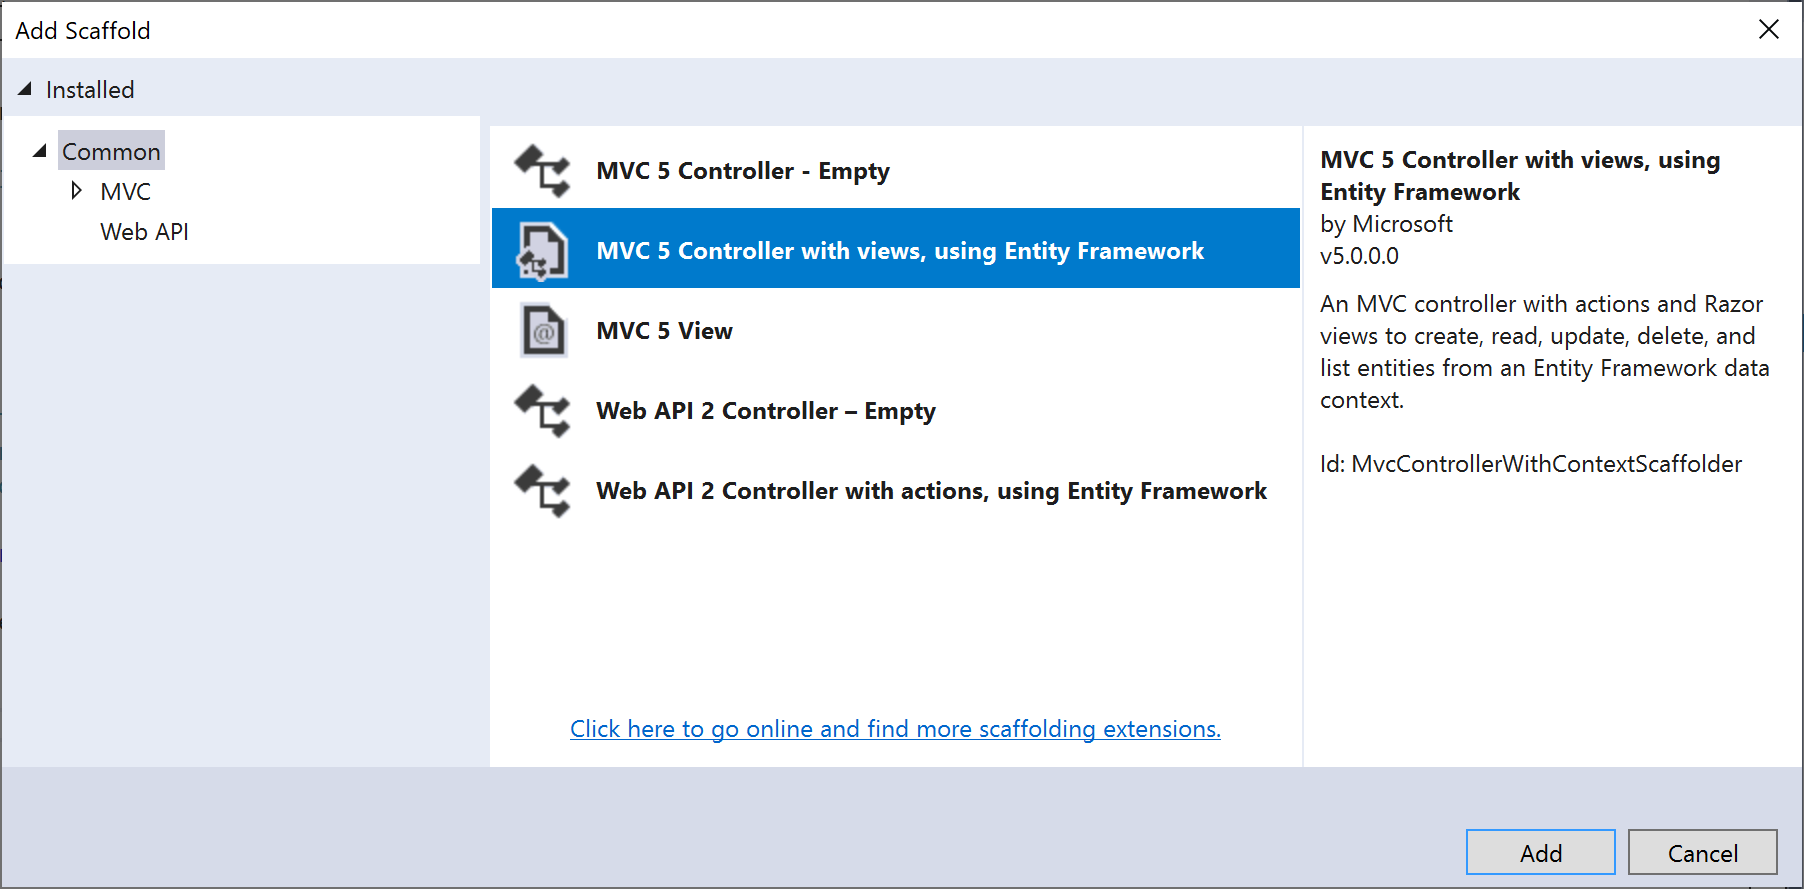 Add Scaffold
Installed
Common
MVC
Web API
MVC 5 Controller - Empty
MVC 5 Controller with views, using Entity Framework
MVC 5 View
Web API 2 Controller – Empty
Web API 2 Controller with actions, using Entity Framework
Click here to go online and find more scaffolding extensions.
MVC 5 Controller with views, using
Entity Framework
by Microsoft
v5.0.0.0
An MVC controller with actions and Razor
views to create, read, update, delete, and
list entities from an Entity Framework data
context.
Id: MvcControllerWithContextScaffolder
Add
Cancel